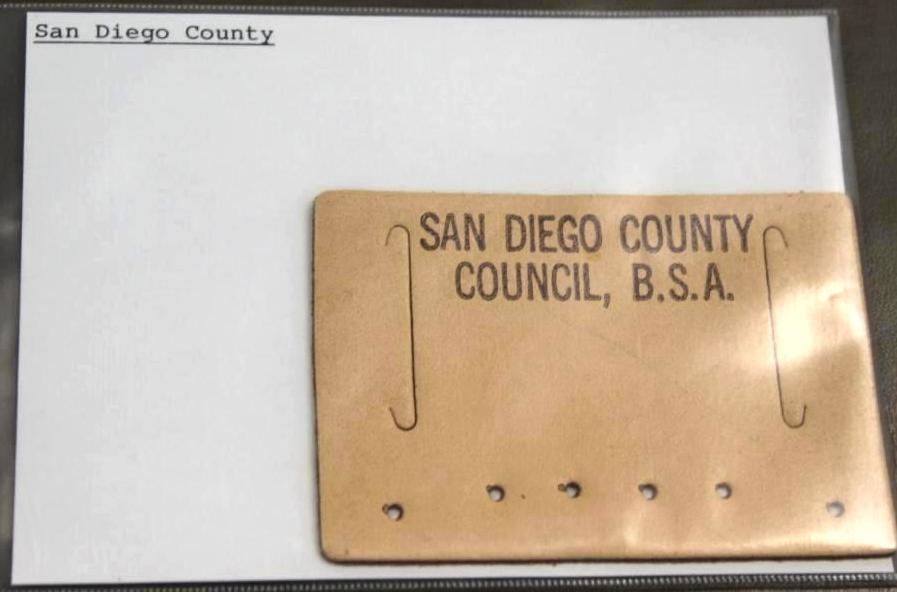 San Diego County
SAN DIEGO COUNTY
COUNCIL, B.S.A.